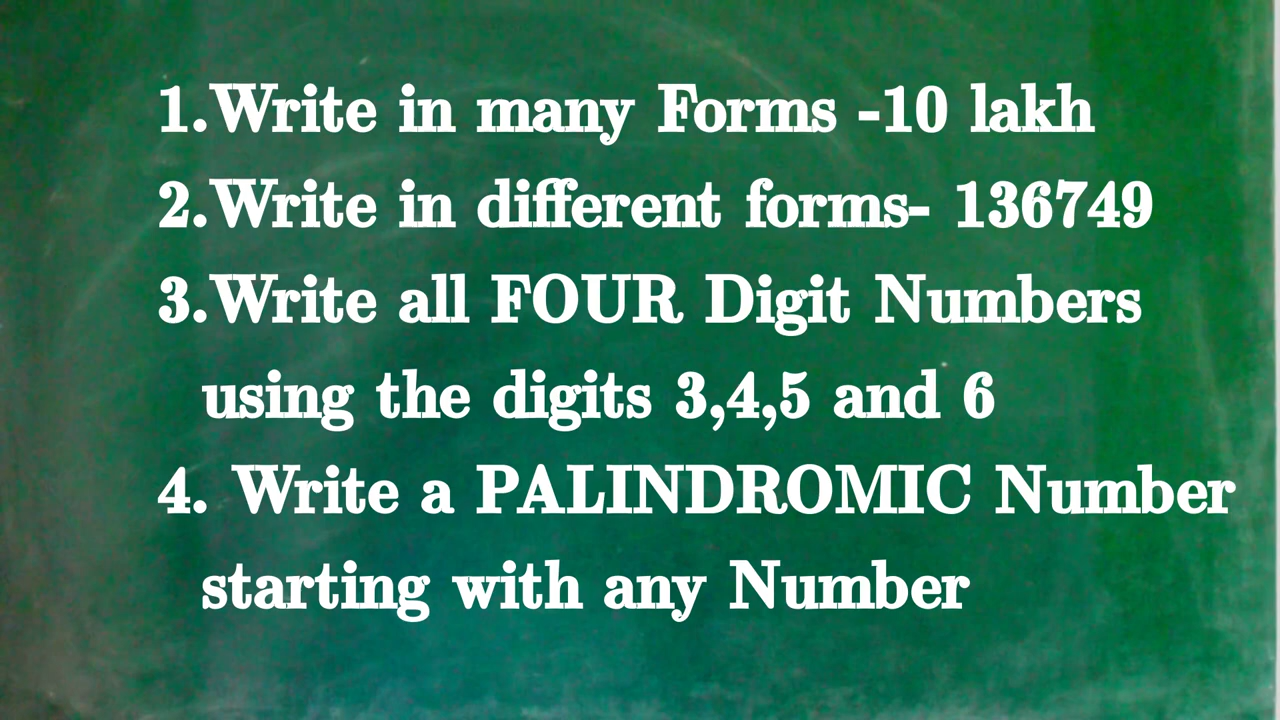 1.Write in many Forms -10 lakh
2.Write in different forms- 136749
3.Write all FOUR Digit Numbers
using the digits 3,4,5 and 6
4. Write a PALINDROMIC Number
starting with any Number